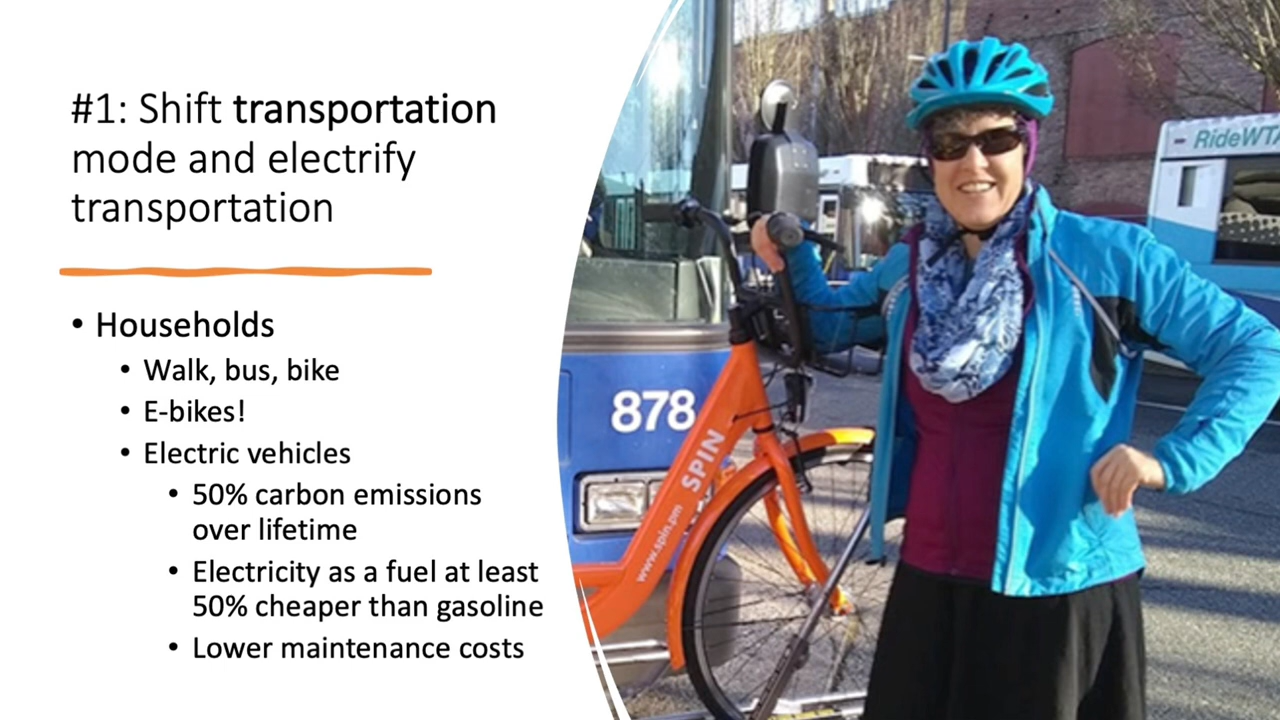 #1: Shift transportation
mode and electrify
transportation
• Households
• Walk, bus, bike
• E-bikes!
• Electric vehicles
• 50% carbon emissions
over lifetime
• Electricity as a fuel at least
50% cheaper than gasoline
• Lower maintenance costs
878
SPIN
www.spin.pm
RideWTA